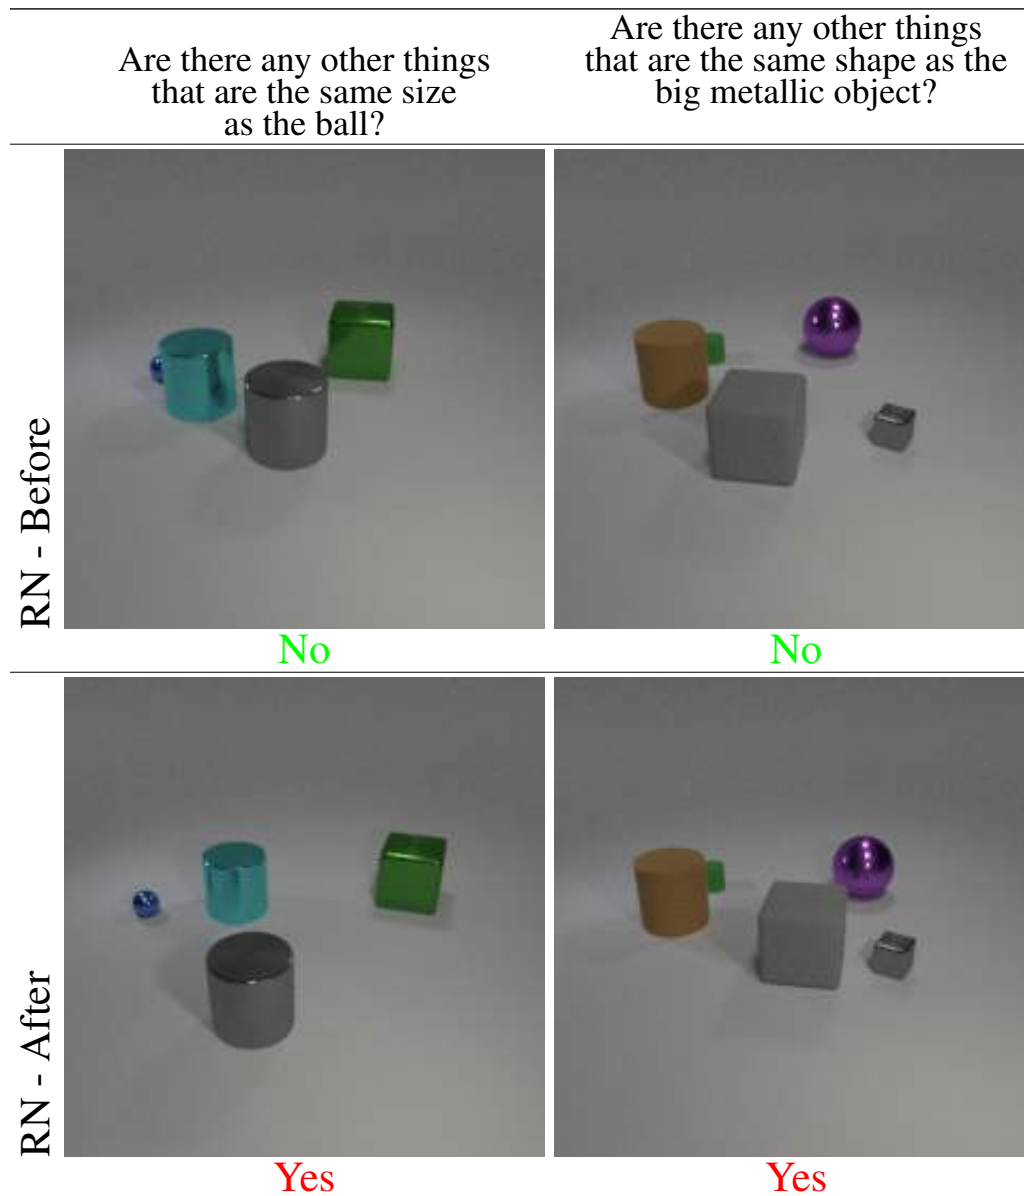 Are there any other things
that are the same size
as the ball?
Are there any other things
that are the same shape as the
big metallic object?
RN - Before
No
No
RN - After
Yes
Yes